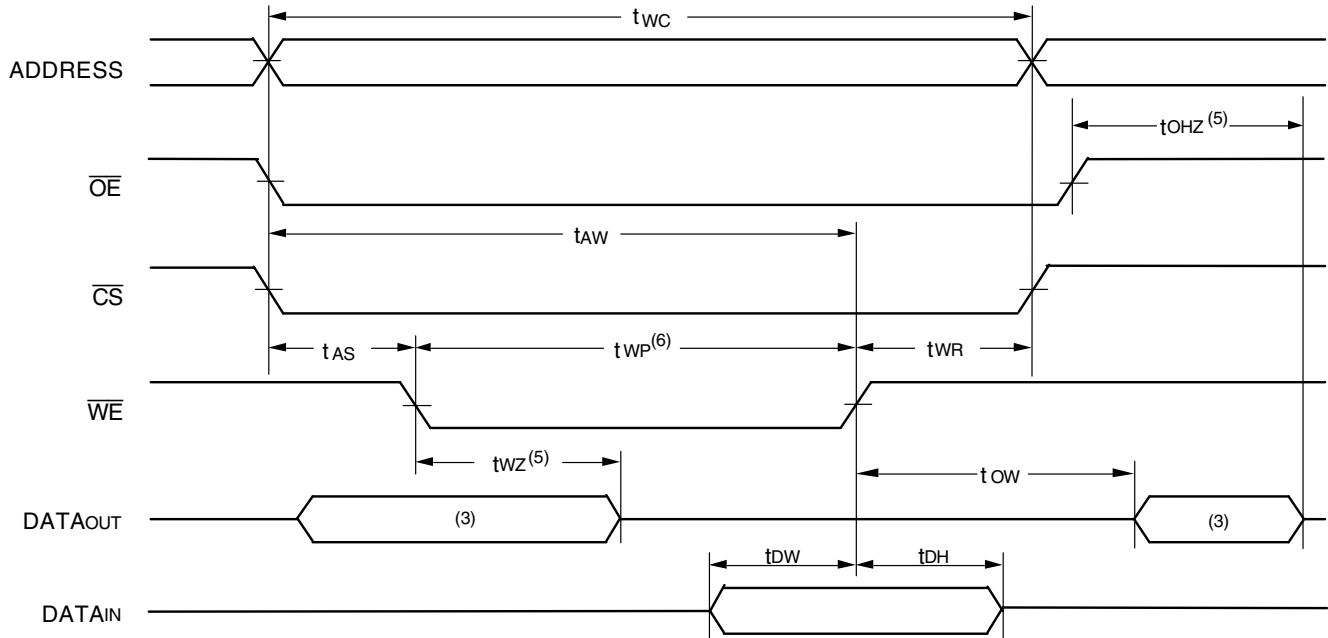 tWC
ADDRESS
tOHZ(5)
OE
tAW
CS
tAS tWP(6) tWR
WE
tWZ(5) tOW
DATAOUT (3) (3)
tDW tDH
DATAIN